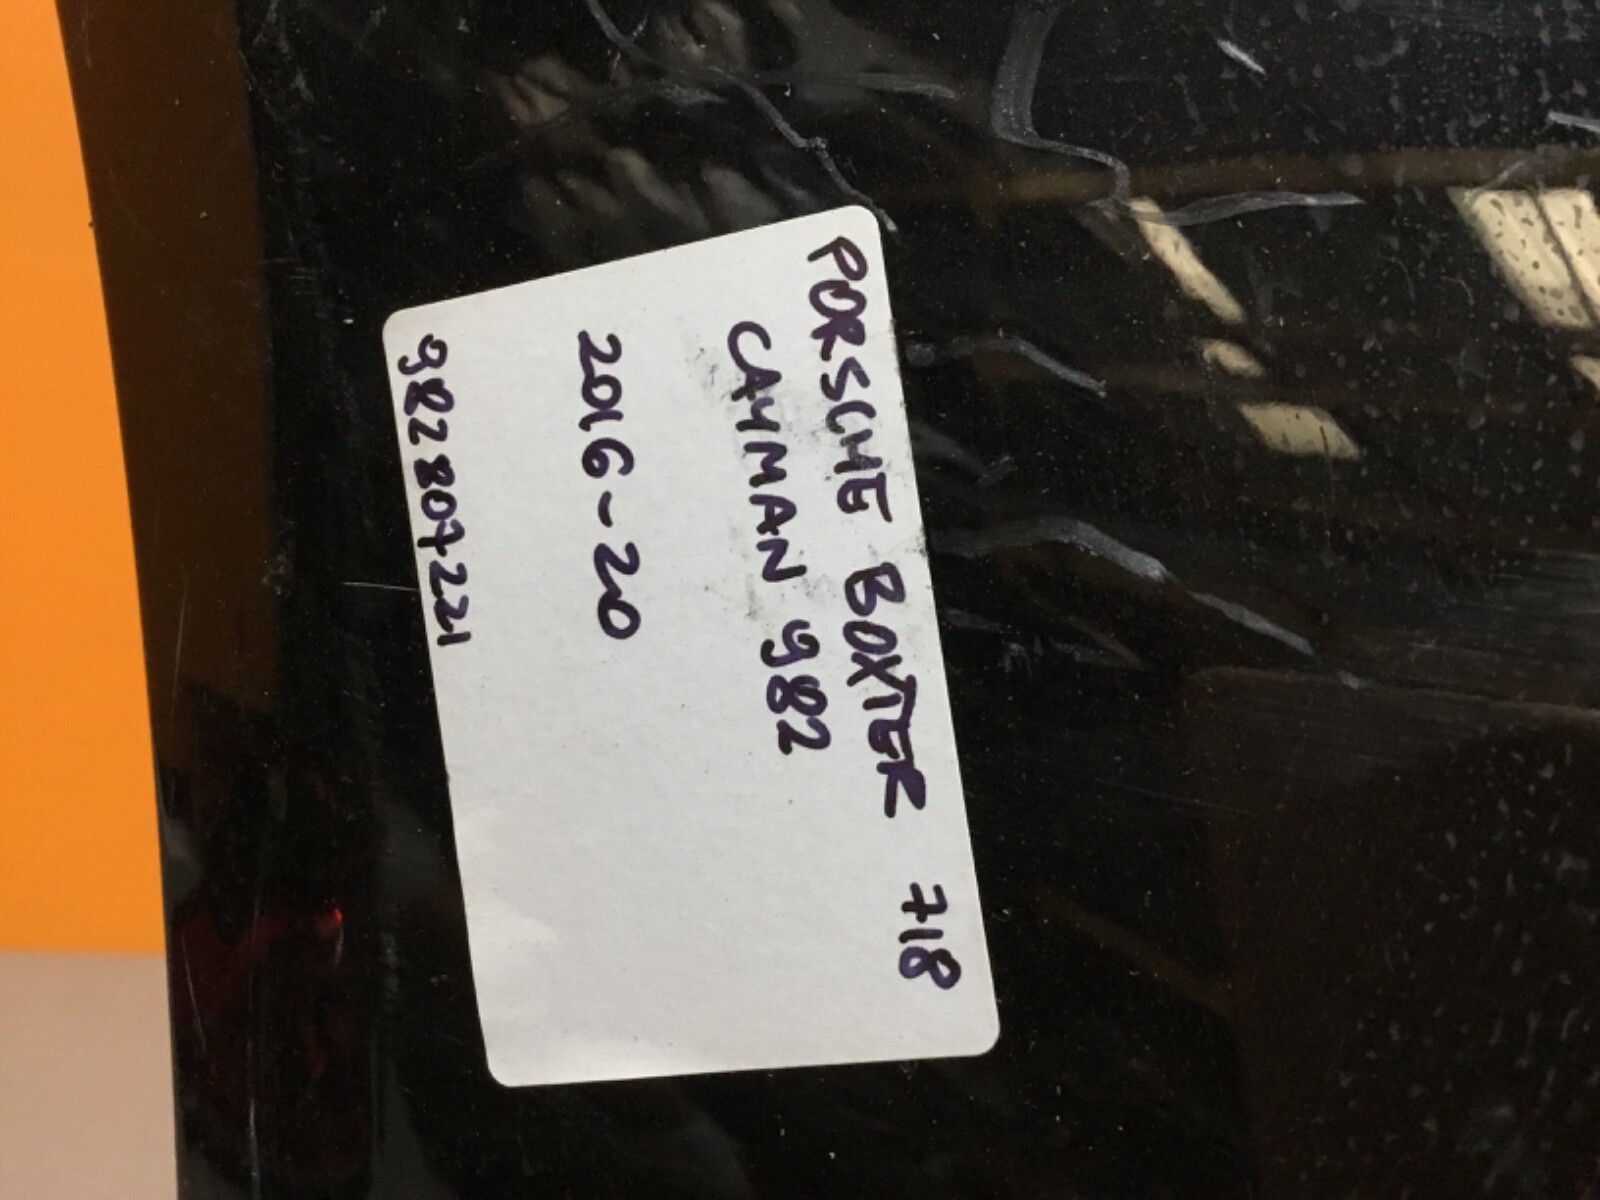 PORSCHE BOXTER 718
CAYMAN 982
2016-20
982807221